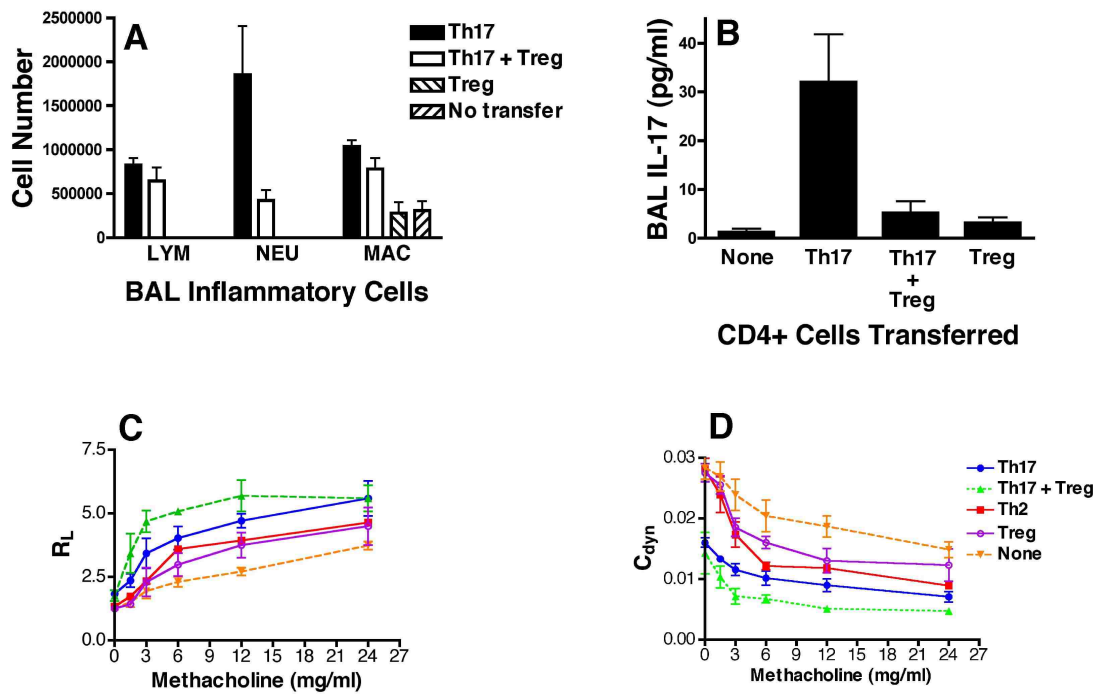 A
Cell Number
2500000
2000000
1500000
1000000
500000
0
LYM NEU MAC
BAL Inflammatory Cells
Th17
Th17 + Treg
Treg
No transfer
B
BAL IL-17 (pg/ml)
40
30
20
10
0
None Th17 Th17 + Treg Treg
CD4+ Cells Transferred
C
RL
7.5
5.0
2.5
0.0
0 3 6 9 12 15 18 21 24 27
Methacholine (mg/ml)
D
Cdyn
0.03
0.02
0.01
0.00
0 3 6 9 12 15 18 21 24 27
Methacholine (mg/ml)
Th17
Th17 + Treg
Th2
Treg
None